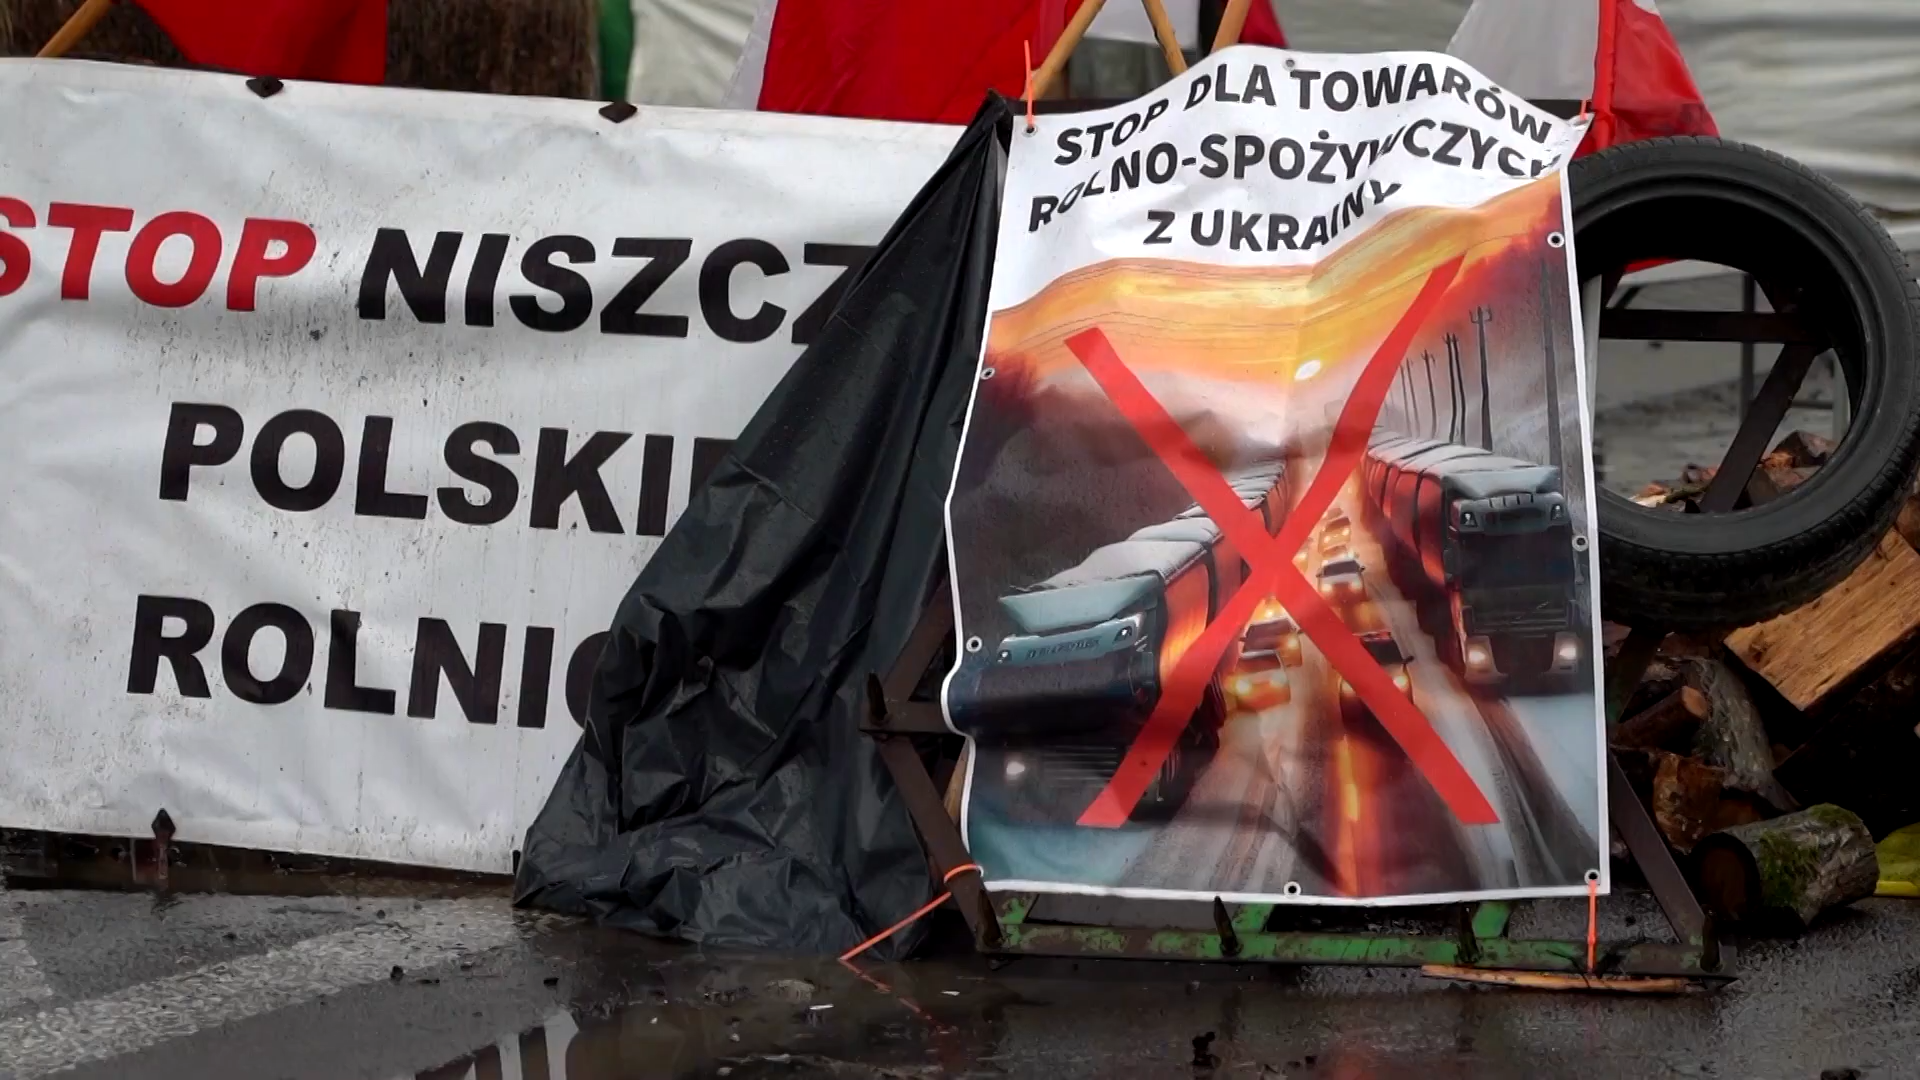 STOP NISZCZ
POLSKI
ROLNI
STOP DLA TOWARÓW
ROLNO-SPOŻYWCZYCH
Z UKRAINY